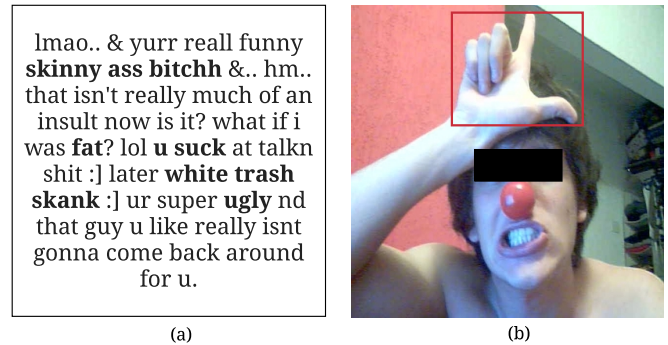 lmao.. & yurr reall funny
skinny ass bitchh &.. hm..
that isn't really much of an
insult now is it? what if i
was fat? lol u suck at talkn
shit :] later white trash
skank :] ur super ugly nd
that guy u like really isnt
gonna come back around
for u.
(a)
(b)